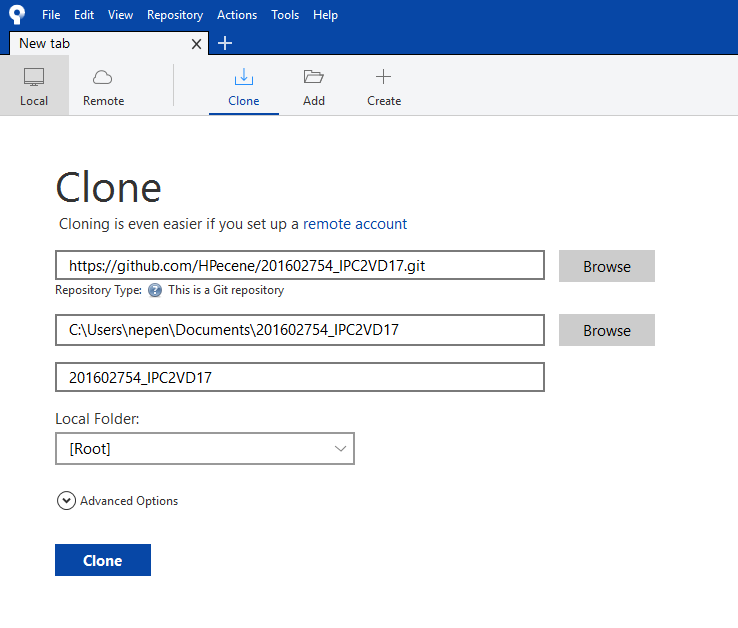 File Edit View Repository Actions Tools Help
New tab
Local Remote Clone Add Create
Clone
Cloning is even easier if you set up a remote account
https://github.com/HPecene/201602754_IPC2VD17.git Browse
Repository Type: ? This is a Git repository
C:\Users\nepen\Documents\201602754_IPC2VD17 Browse
201602754_IPC2VD17
Local Folder:
[Root]
Advanced Options
Clone